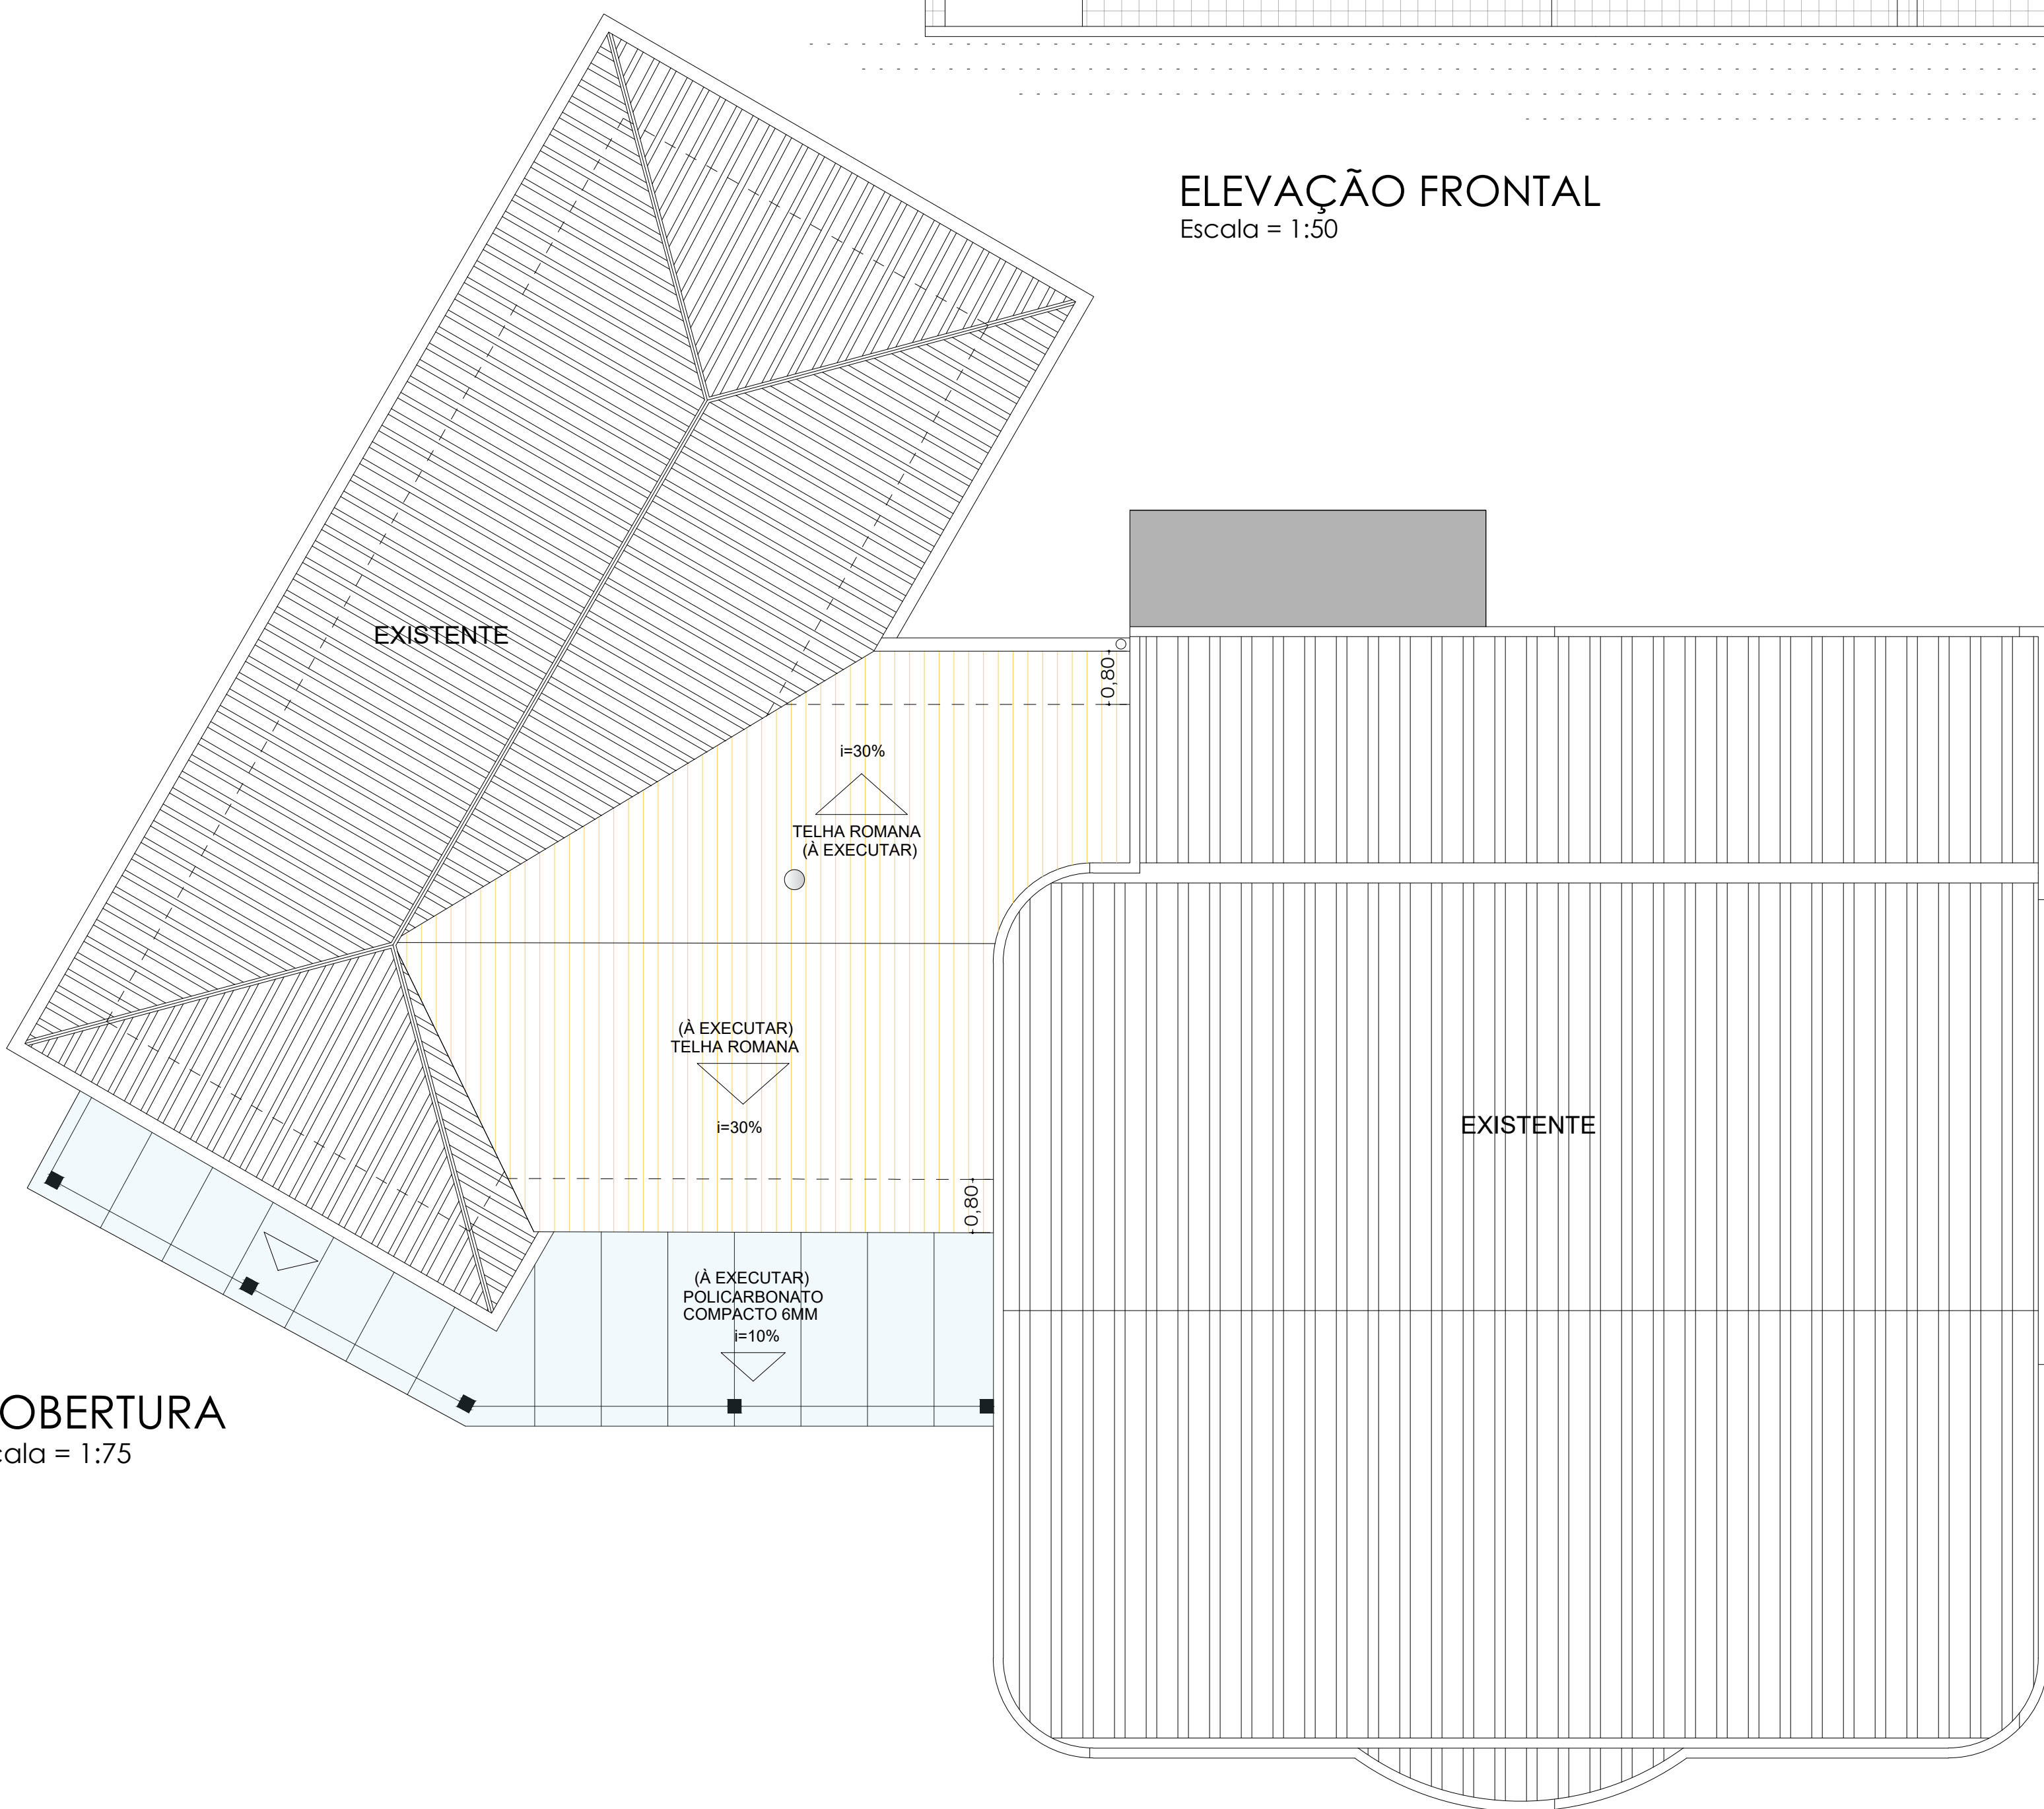 ELEVAÇÃO FRONTAL
Escala = 1:50
EXISTENTE
0,80
i=30%
TELHA ROMANA
(À EXECUTAR)
(À EXECUTAR)
TELHA ROMANA
i=30%
EXISTENTE
0,80
(À EXECUTAR)
POLICARBONATO
COMPACTO 6MM
i=10%
OBERTURA
cala = 1:75